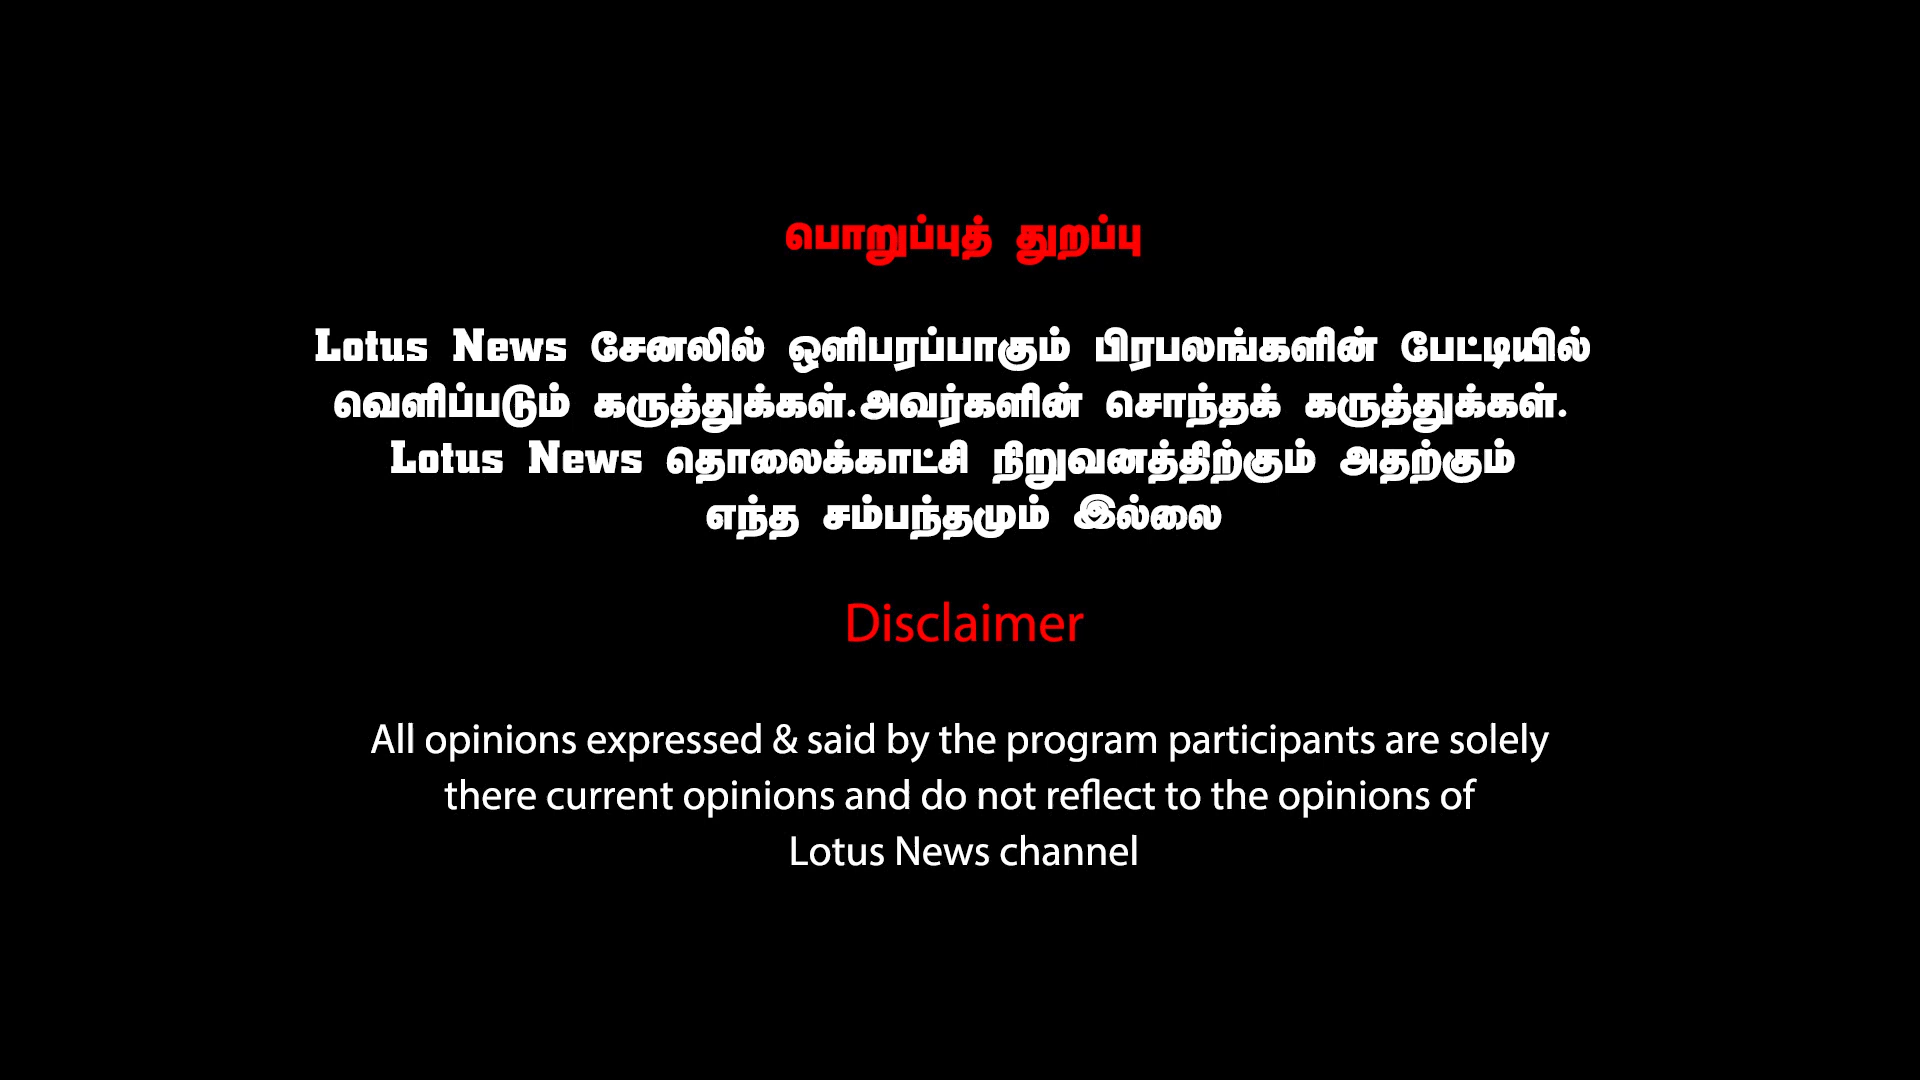 பொறுப்புத் துறப்பு
Lotus News சேனலில் ஒளிபரப்பாகும் பிரபலங்களின் பேட்டியில்
வெளிப்படும் கருத்துக்கள்.அவர்களின் சொந்தக் கருத்துக்கள்.
Lotus News தொலைக்காட்சி நிறுவனத்திற்கும் அதற்கும்
எந்த சம்பந்தமும் இல்லை
Disclaimer
All opinions expressed & said by the program participants are solely
there current opinions and do not reflect to the opinions of
Lotus News channel